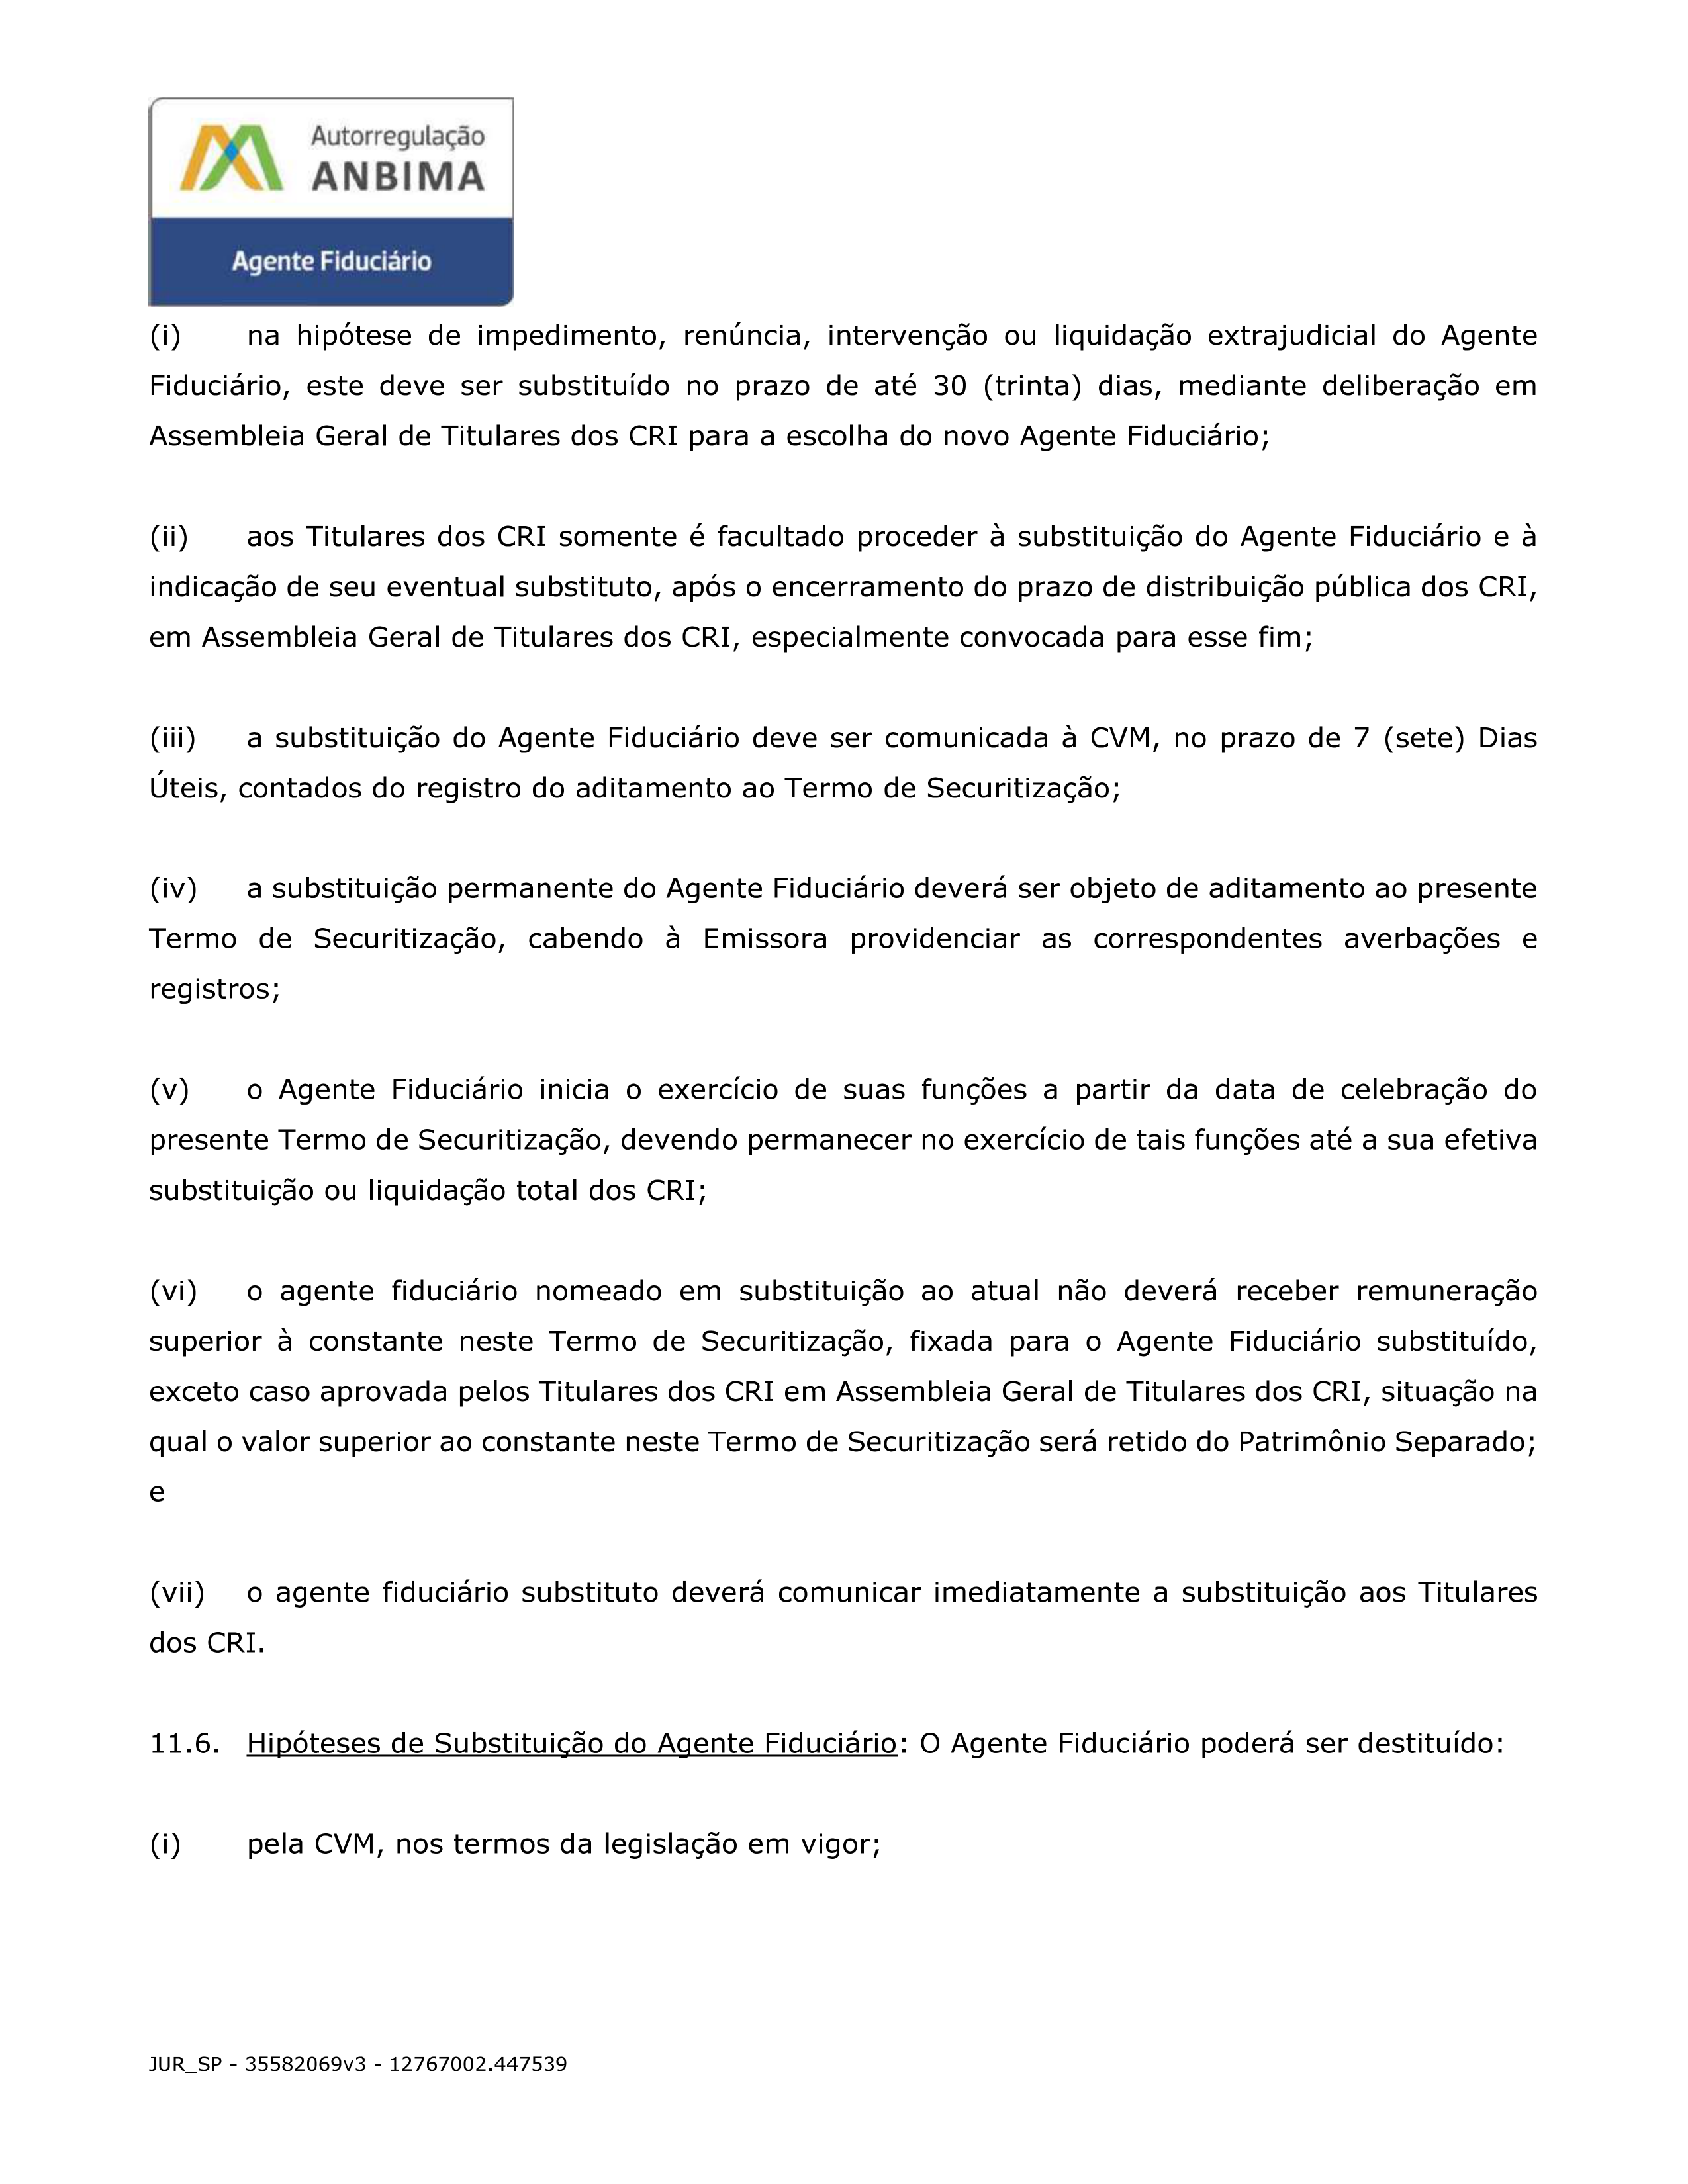 Autorregulação
ANBIMA
Agente Fiduciário
(i) na hipótese de impedimento, renúncia, intervenção ou liquidação extrajudicial do Agente
Fiduciário, este deve ser substituído no prazo de até 30 (trinta) dias, mediante deliberação em
Assembleia Geral de Titulares dos CRI para a escolha do novo Agente Fiduciário;
(ii) aos Titulares dos CRI somente é facultado proceder à substituição do Agente Fiduciário e à
indicação de seu eventual substituto, após o encerramento do prazo de distribuição pública dos CRI,
em Assembleia Geral de Titulares dos CRI, especialmente convocada para esse fim;
(iii) a substituição do Agente Fiduciário deve ser comunicada à CVM, no prazo de 7 (sete) Dias
Úteis, contados do registro do aditamento ao Termo de Securitização;
(iv) a substituição permanente do Agente Fiduciário deverá ser objeto de aditamento ao presente
Termo de Securitização, cabendo à Emissora providenciar as correspondentes averbações e
registros;
(v) o Agente Fiduciário inicia o exercício de suas funções a partir da data de celebração do
presente Termo de Securitização, devendo permanecer no exercício de tais funções até a sua efetiva
substituição ou liquidação total dos CRI;
(vi) o agente fiduciário nomeado em substituição ao atual não deverá receber remuneração
superior à constante neste Termo de Securitização, fixada para o Agente Fiduciário substituído,
exceto caso aprovada pelos Titulares dos CRI em Assembleia Geral de Titulares dos CRI, situação na
qual o valor superior ao constante neste Termo de Securitização será retido do Patrimônio Separado;
e
(vii) o agente fiduciário substituto deverá comunicar imediatamente a substituição aos Titulares
dos CRI.
11.6. Hipóteses de Substituição do Agente Fiduciário: O Agente Fiduciário poderá ser destituído:
(i) pela CVM, nos termos da legislação em vigor;
JUR_SP - 35582069v3 - 12767002.447539